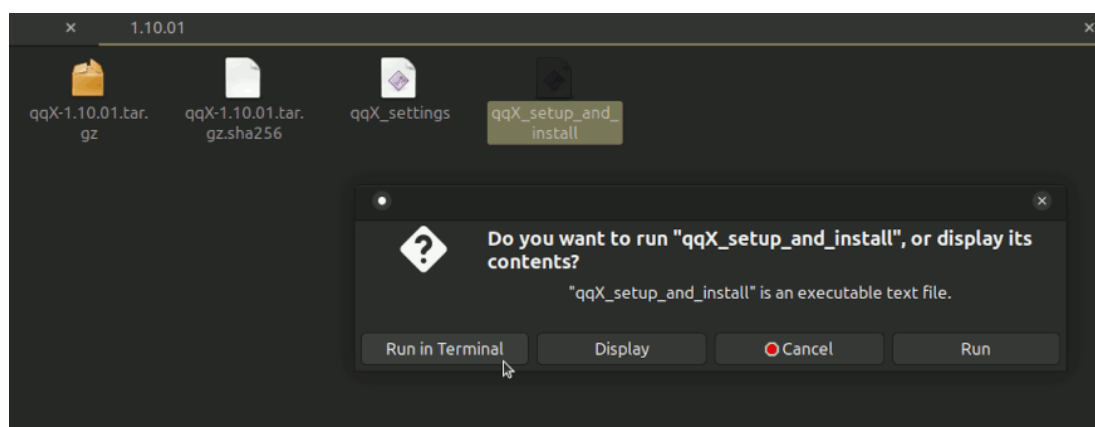 1.10.01
qqX-1.10.01.tar.
gz
qqX-1.10.01.tar.
gz.sha256
qqX_settings
qqX_setup_and_
install
Do you want to run "qqX_setup_and_install", or display its
contents?
"qqX_setup_and_install" is an executable text file.
Run in Terminal
Display
Cancel
Run